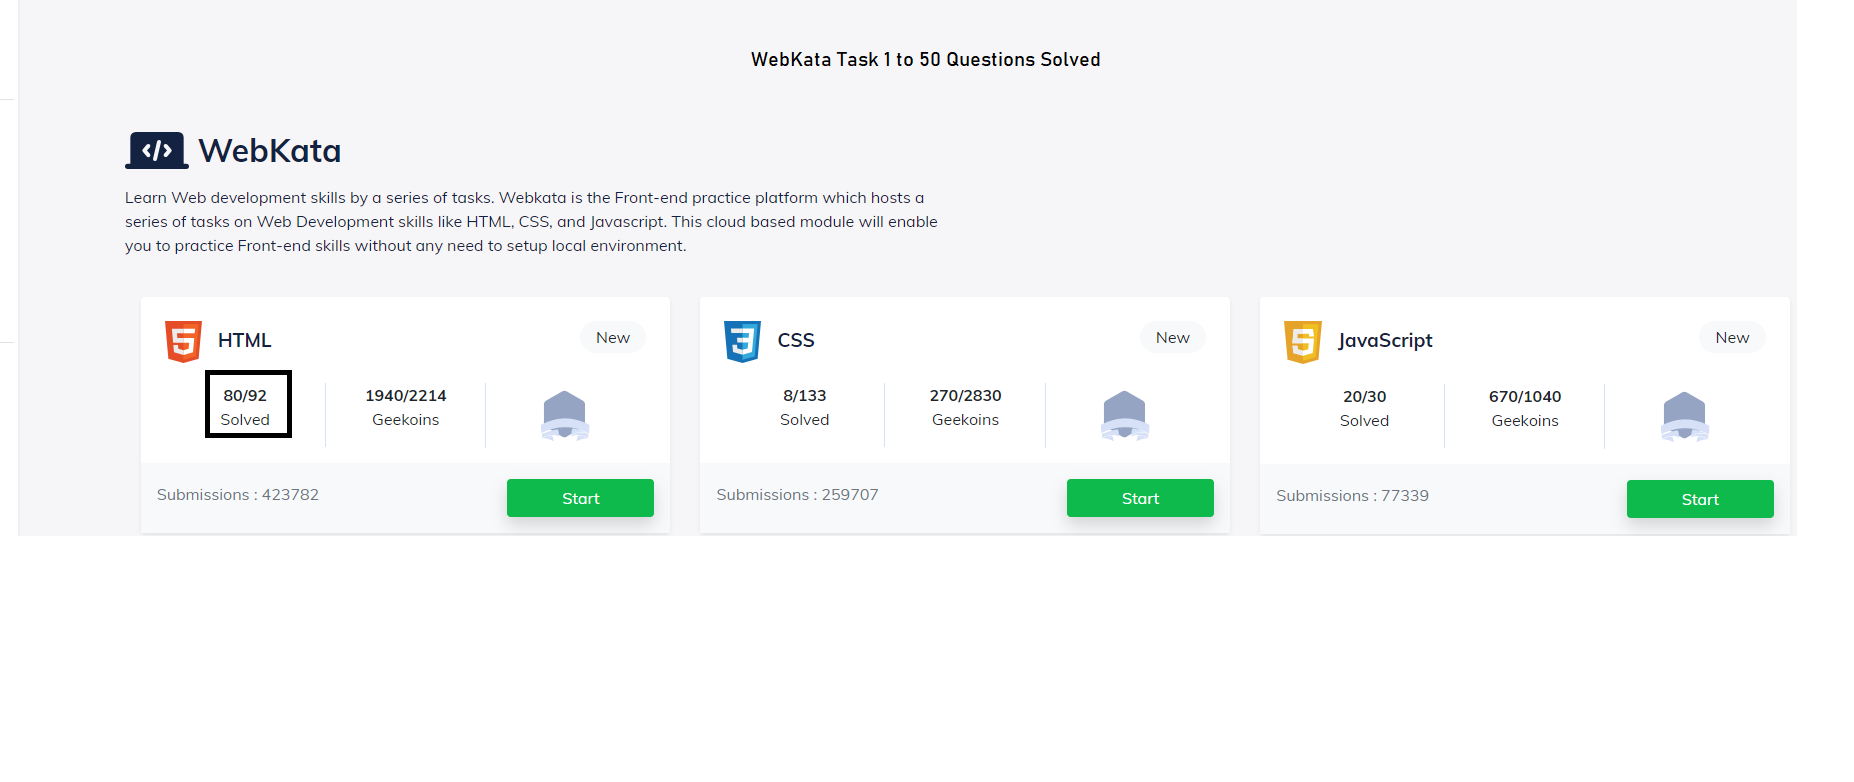 WebKata Task 1 to 50 Questions Solved
WebKata
Learn Web development skills by a series of tasks. Webkata is the Front-end practice platform which hosts a
series of tasks on Web Development skills like HTML, CSS, and Javascript. This cloud based module will enable
you to practice Front-end skills without any need to setup local environment.
HTML
New
80/92
Solved
1940/2214
Geekoins
Submissions : 423782
Start
CSS
New
8/133
Solved
270/2830
Geekoins
Submissions : 259707
Start
JavaScript
New
20/30
Solved
670/1040
Geekoins
Submissions : 77339
Start